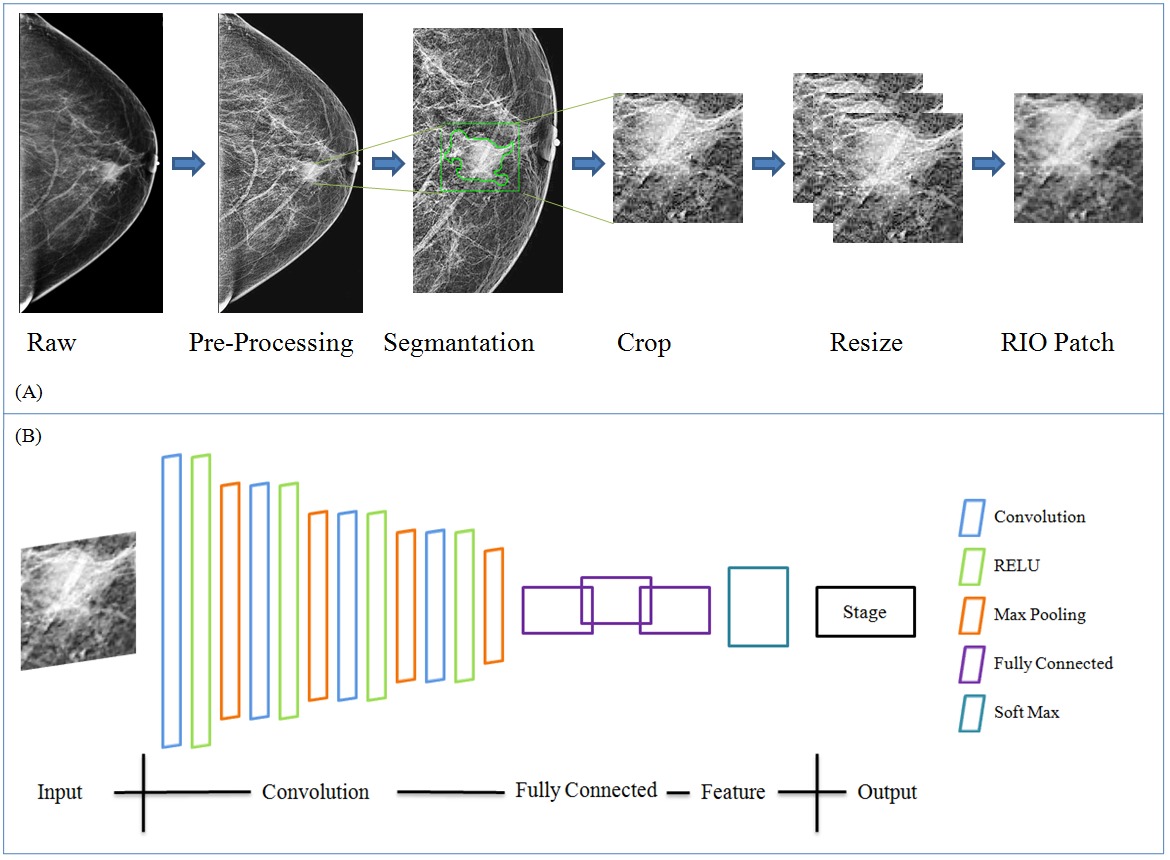 Raw
Pre-Processing
Segmantation
Crop
Resize
RIO Patch
(A)
(B)
Convolution
RELU
Max Pooling
Fully Connected
Soft Max
Stage
Input
Convolution
Fully Connected
Feature
Output